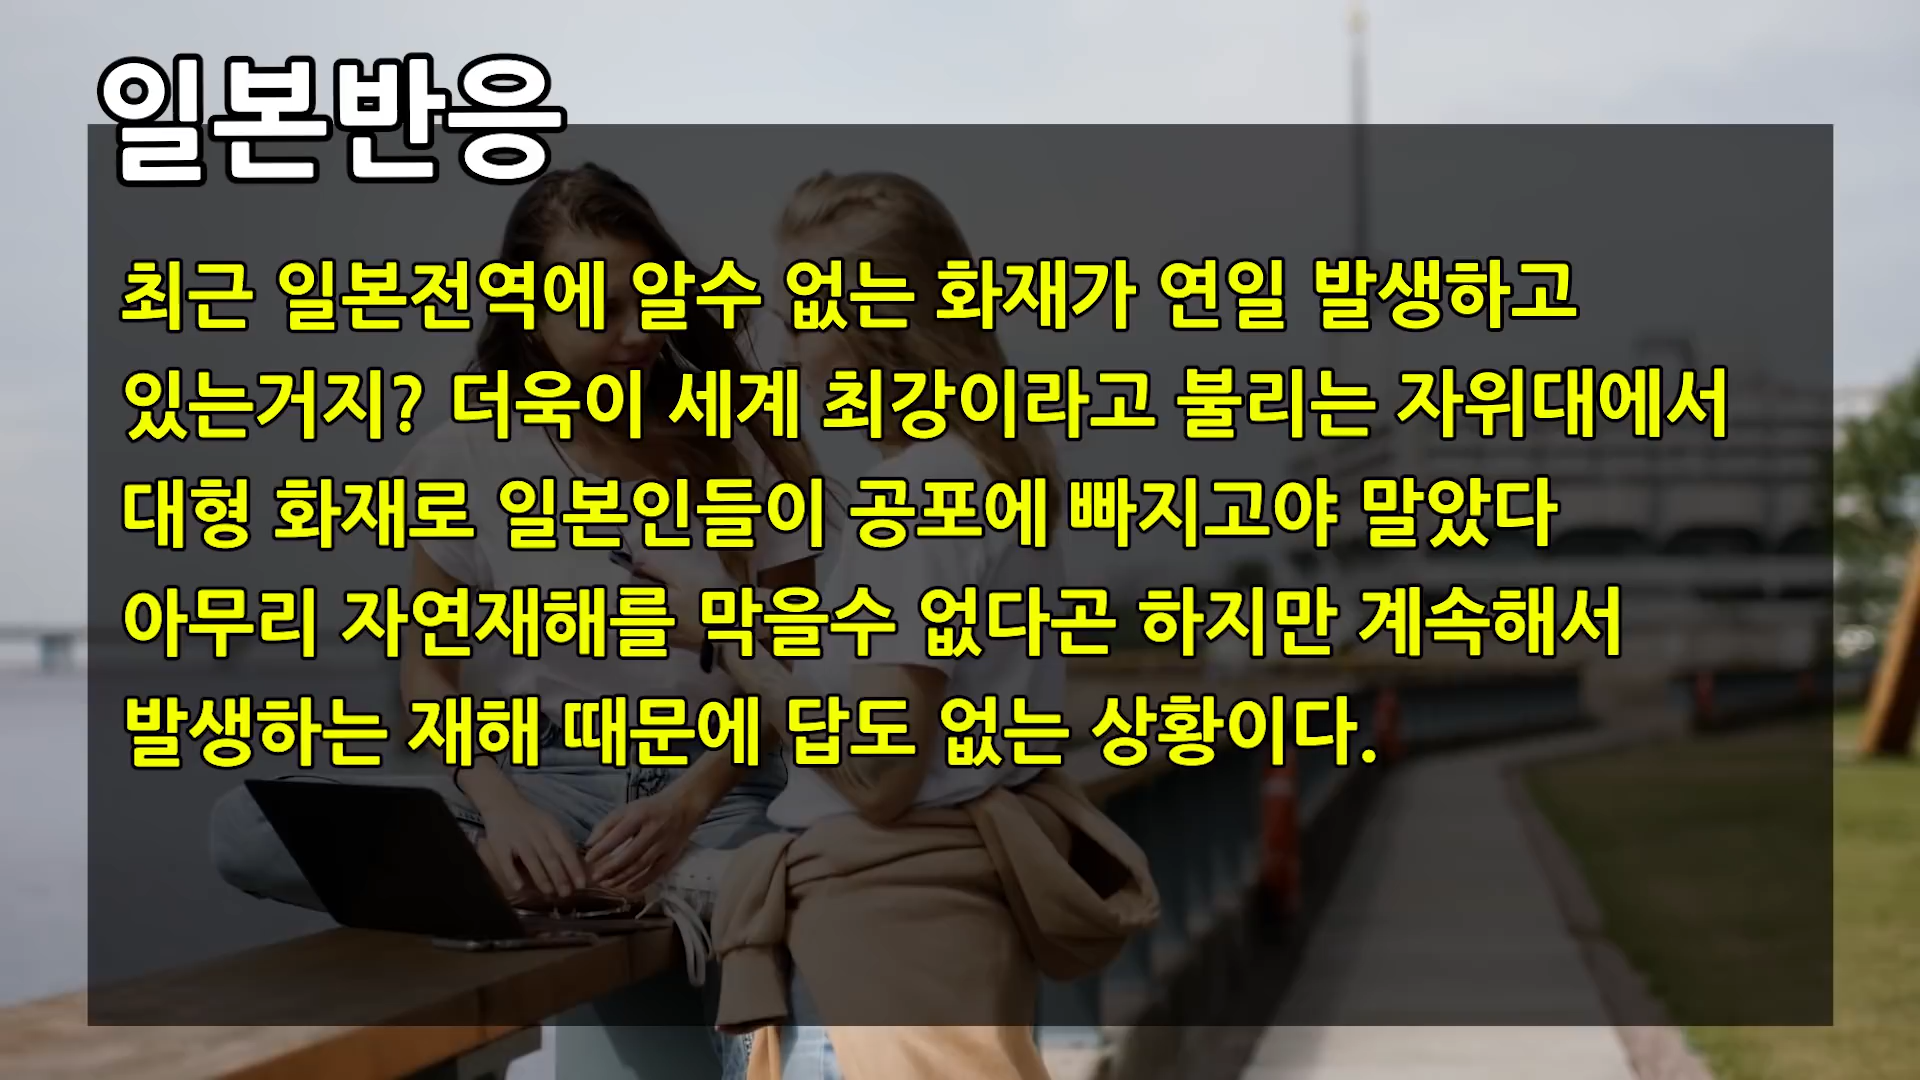 일본반응
최근 일본전역에 알수 없는 화재가 연일 발생하고
있는거지? 더욱이 세계 최강이라고 불리는 자위대에서
대형 화재로 일본인들이 공포에 빠지고야 말았다
아무리 자연재해를 막을수 없다곤 하지만 계속해서
발생하는 재해 때문에 답도 없는 상황이다.